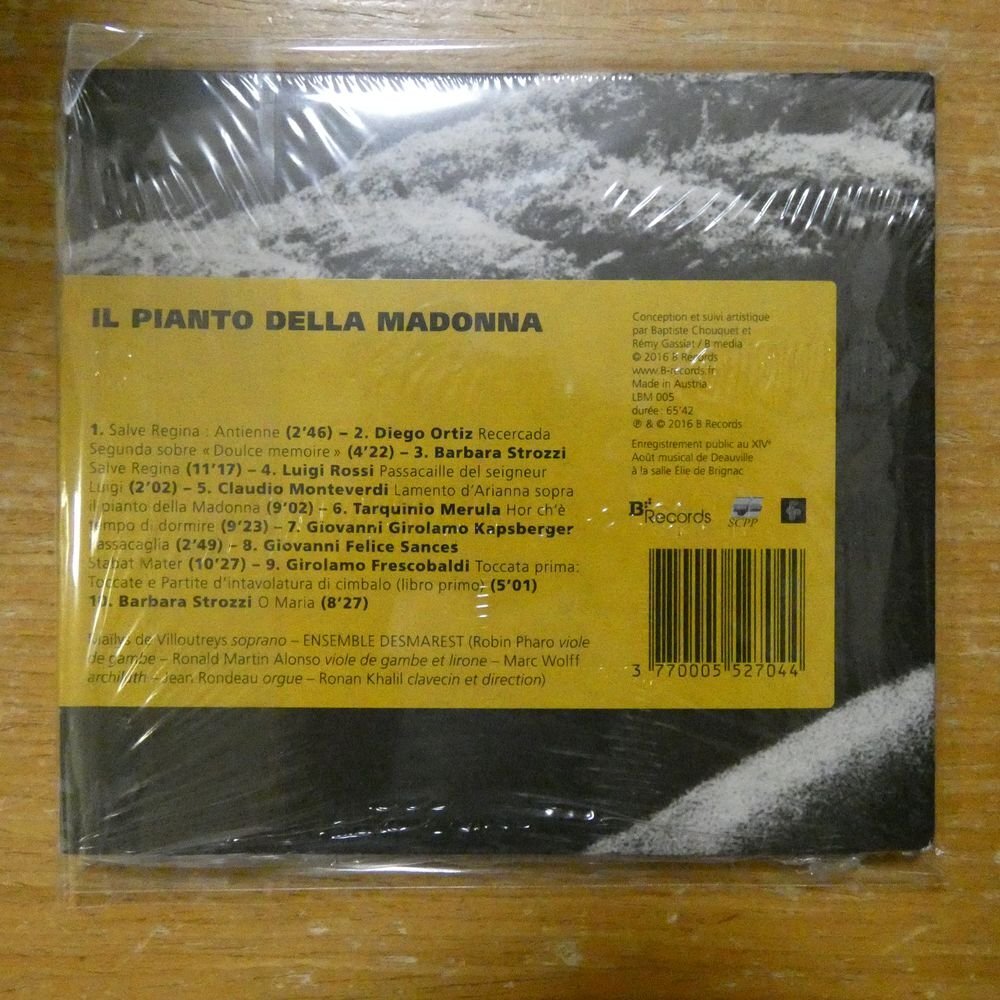 IL PIANTO DELLA MADONNA
1. Salve Regina : Antienne (2'46) – 2. Diego Ortiz Recercada
Segunda sobre « Doulce memoire » (4'22) – 3. Barbara Strozzi
Salve Regina (11'17) – 4. Luigi Rossi Passacaille del seigneur
Luigi (2'02) – 5. Claudio Monteverdi Lamento d'Arianna sopra
il pianto della Madonna (9'02) – 6. Tarquinio Merula Hor ch'è
tempo di dormire (9'23) – 7. Giovanni Girolamo Kapsberger
Passacaglia (2'49) – 8. Giovanni Felice Sances
Stabat Mater (10'27) – 9. Girolamo Frescobaldi Toccata prima:
Toccate e Partite d'intavolatura di cimbalo (libro primo) (5'01)
10. Barbara Strozzi O Maria (8'27)
Maïlys de Villoutreys soprano – ENSEMBLE DESMAREST (Robin Pharo viole
de gambe – Ronald Martin Alonso viole de gambe et lirone – Marc Wolff
archiluth – Jean Rondeau orgue – Ronan Khalil clavecin et direction)
Conception et suivi artistique
par Baptiste Chouquet et
Rémy Gassiat / B media
© 2016 B Records
www.B-records.fr
Made in Austria
LBM 005
durée : 65'42
℗ & © 2016 B Records
Enregistrement public au XIVe
Août musical de Deauville
à la salle Elie de Brignac
B Records
SCPP
3 770005 527044